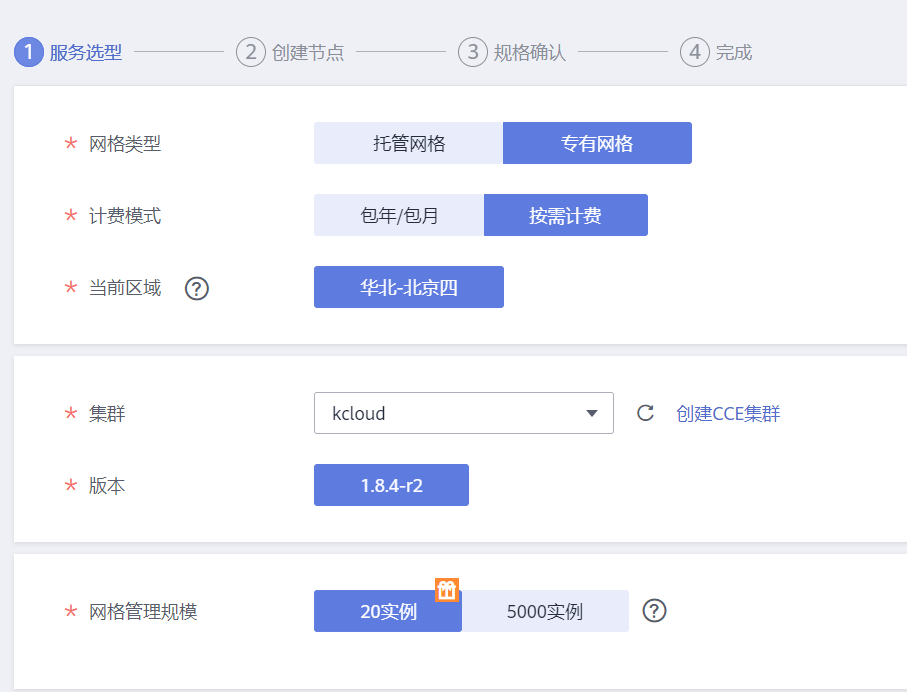 1 服务选型 2 创建节点 3 规格确认 4 完成
* 网格类型 托管网格 专有网格
* 计费模式 包年/包月 按需计费
* 当前区域 ? 华北-北京四
* 集群 kcloud 创建CCE集群
* 版本 1.8.4-r2
* 网格管理规模 20实例 5000实例 ?